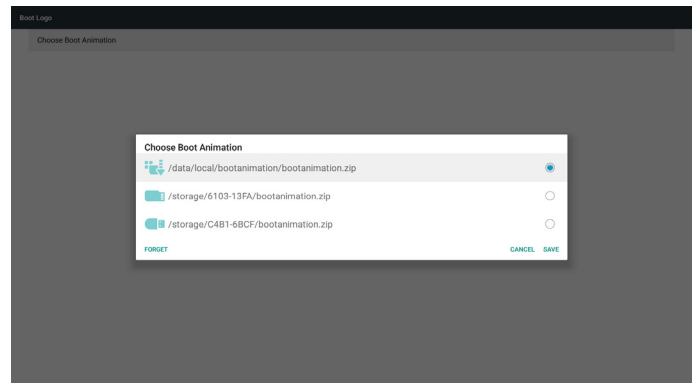 Boot Logo
Choose Boot Animation
Choose Boot Animation
/data/local/bootanimation/bootanimation.zip
/storage/6103-13FA/bootanimation.zip
/storage/C4B1-6BCF/bootanimation.zip
FORGET CANCEL SAVE